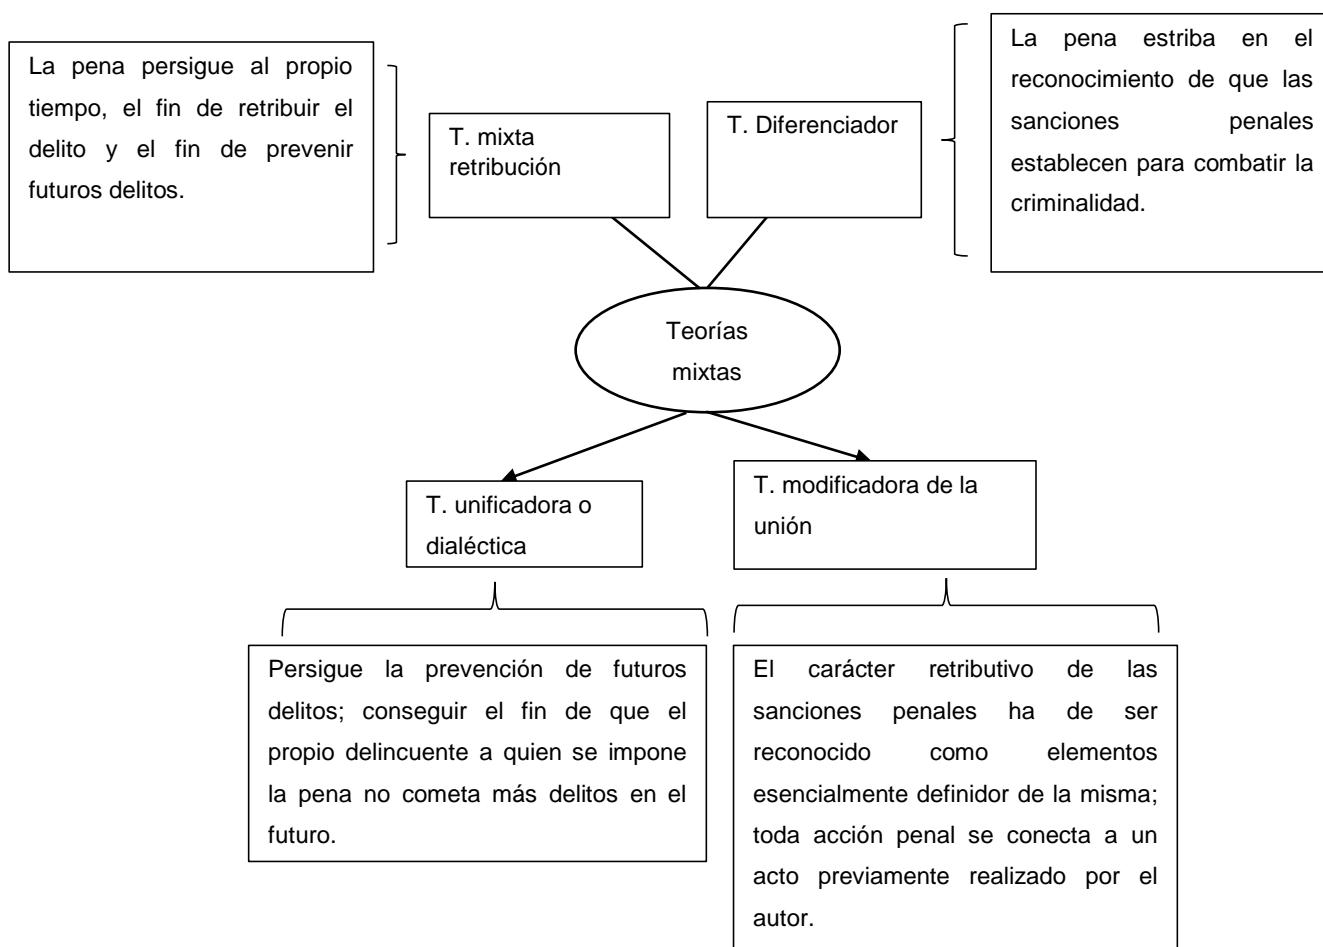 La pena persigue al propio
tiempo, el fin de retribuir el
delito y el fin de prevenir
futuros delitos.
T. mixta
retribución
T. Diferenciador
La pena estriba en el
reconocimiento de que las
sanciones penales
establecen para combatir la
criminalidad.
Teorías
mixtas
T. unificadora o
dialéctica
T. modificadora de la
unión
Persigue la prevención de futuros
delitos; conseguir el fin de que el
propio delincuente a quien se impone
la pena no cometa más delitos en el
futuro.
El carácter retributivo de las
sanciones penales ha de ser
reconocido como elementos
esencialmente definidor de la misma;
toda acción penal se conecta a un
acto previamente realizado por el
autor.